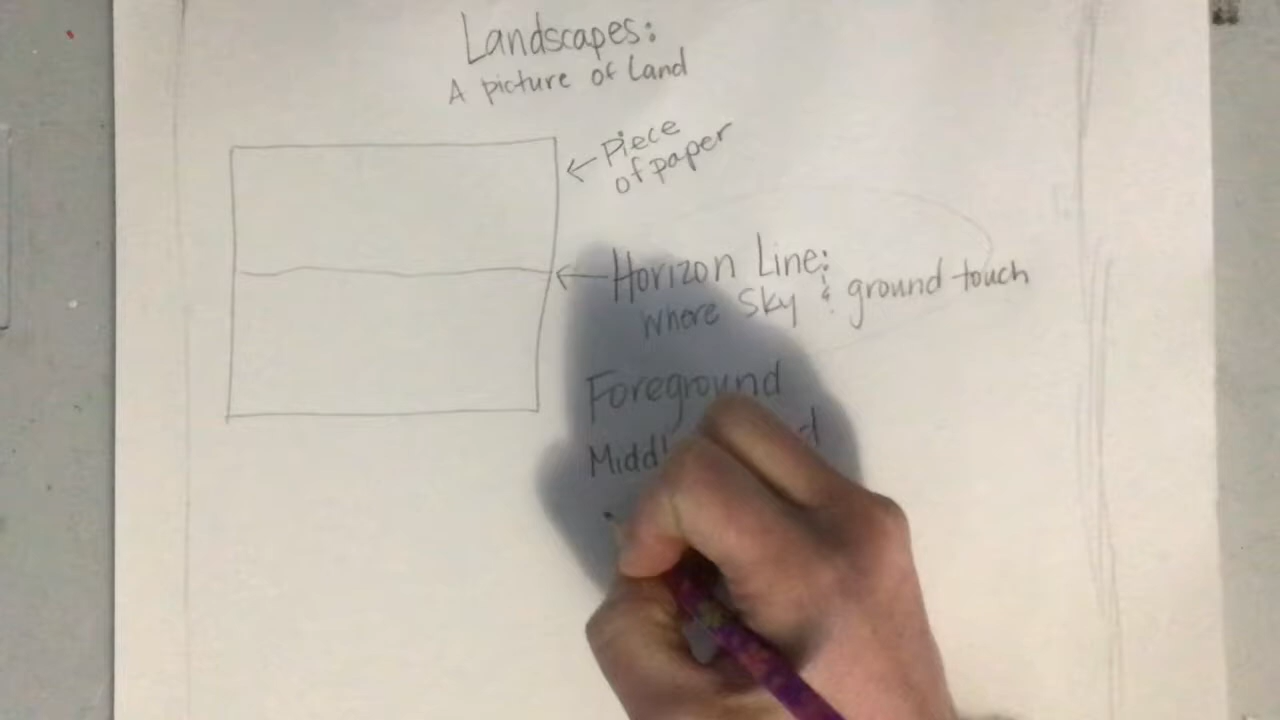 Landscapes:
A picture of Land
← Piece
of paper
← Horizon Line:
where Sky & ground touch
Foreground